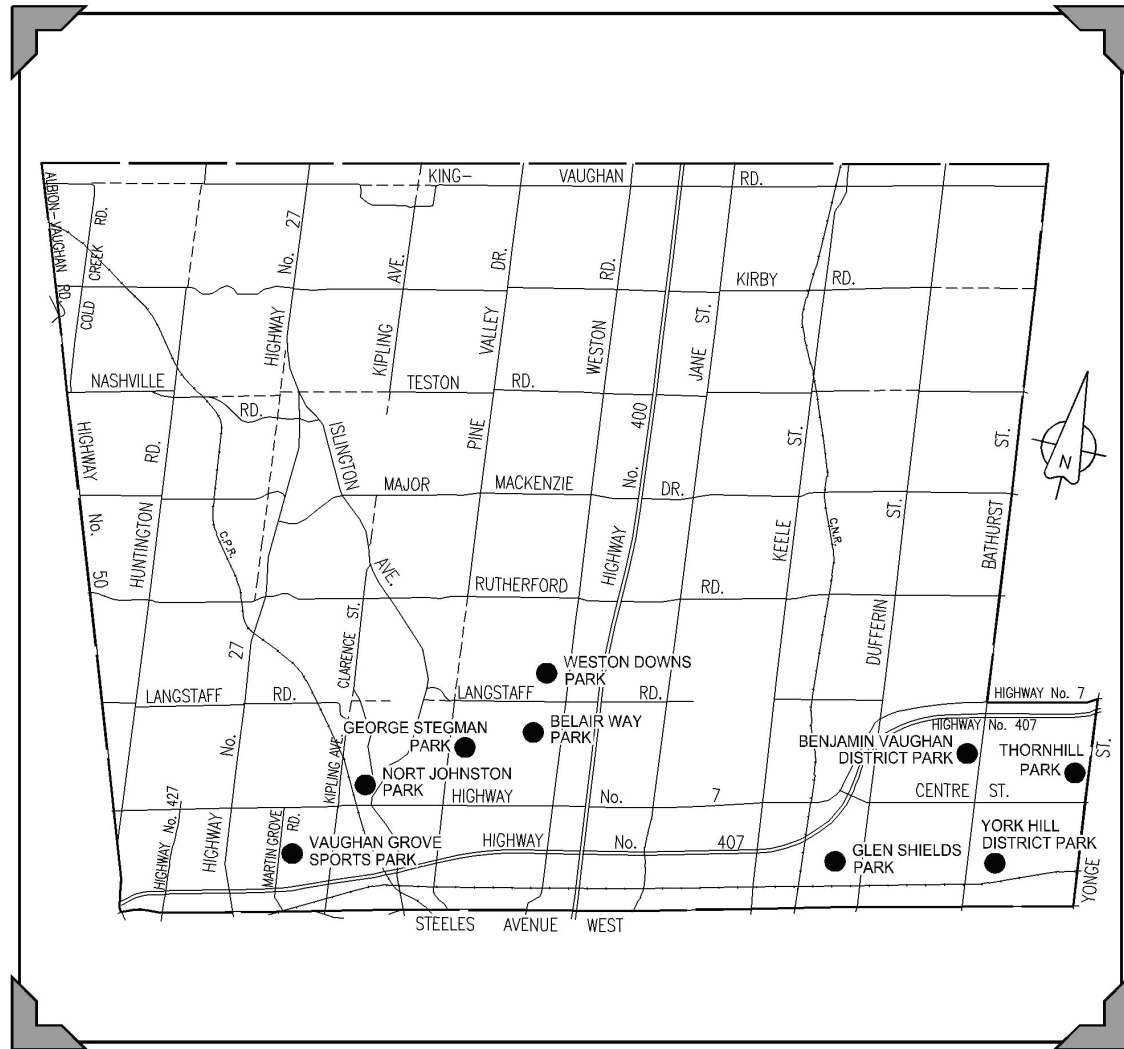 KING- VAUGHAN RD.
ALBION-VAUGHAN RD.
COLD CREEK RD.
HIGHWAY No. 27
KIPLING AVE.
PINE VALLEY DR.
WESTON RD.
HIGHWAY No. 400
JANE ST.
KIRBY RD.
NASHVILLE RD.
TESTON RD.
HIGHWAY No. 50
HUNTINGTON RD.
C.P.R.
ISLINGTON AVE.
MAJOR MACKENZIE DR.
KEELE ST.
C.N.R.
DUFFERIN ST.
BATHURST ST.
N
RUTHERFORD RD.
CLARENCE ST.
HIGHWAY No. 27
WESTON DOWNS
PARK
LANGSTAFF RD.
LANGSTAFF RD.
HIGHWAY No. 7
HIGHWAY No. 407
GEORGE STEGMAN
PARK
BELAIR WAY
PARK
BENJAMIN VAUGHAN
DISTRICT PARK
THORNHILL
PARK
NORT JOHNSTON
PARK
KIPLING AVE.
HIGHWAY No. 7
CENTRE ST.
HIGHWAY No. 427
MARTIN GROVE RD.
VAUGHAN GROVE
SPORTS PARK
HIGHWAY No. 407
GLEN SHIELDS
PARK
YORK HILL
DISTRICT PARK
YONGE ST.
STEELES AVENUE WEST